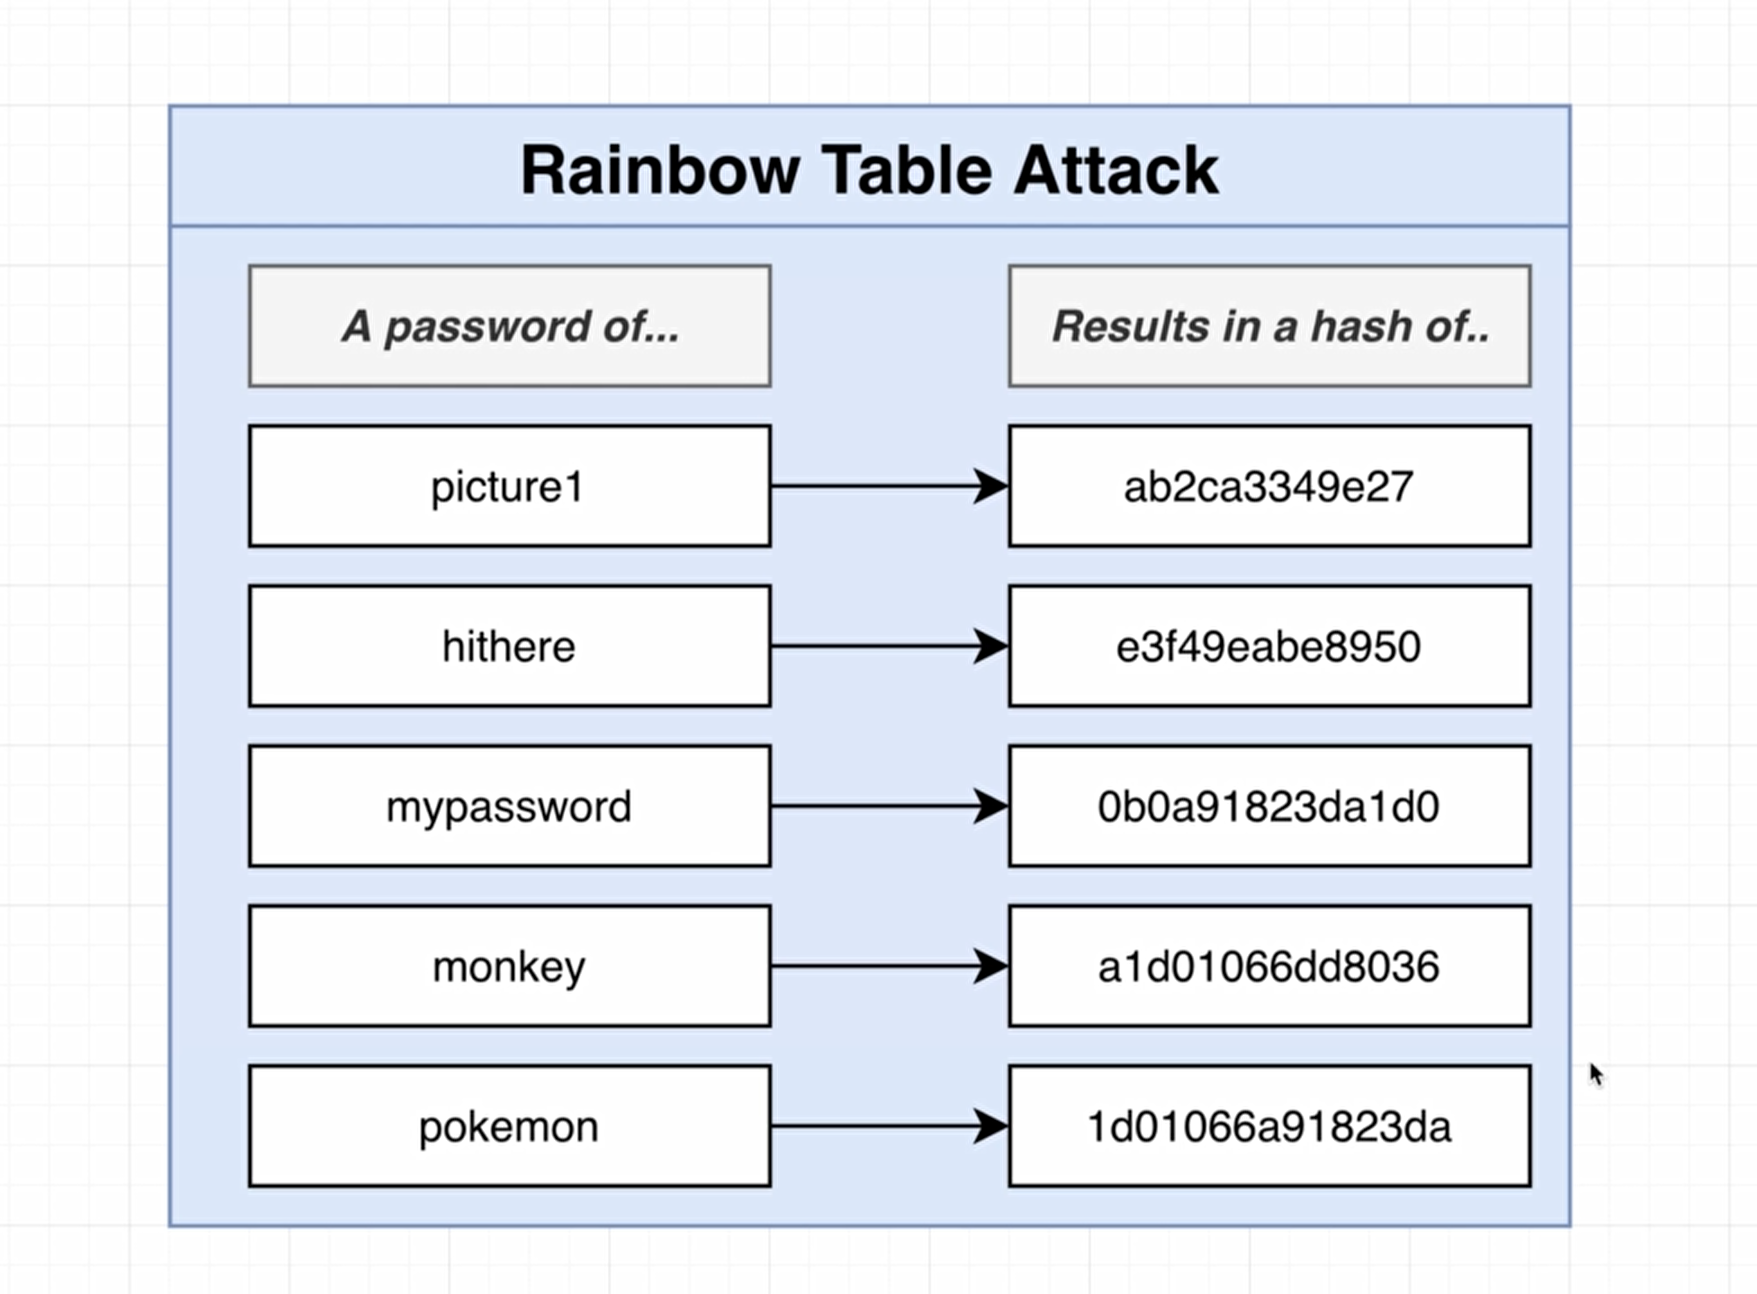 Rainbow Table Attack
A password of...
Results in a hash of..
picture1
ab2ca3349e27
hithere
e3f49eabe8950
mypassword
0b0a91823da1d0
monkey
a1d01066dd8036
pokemon
1d01066a91823da